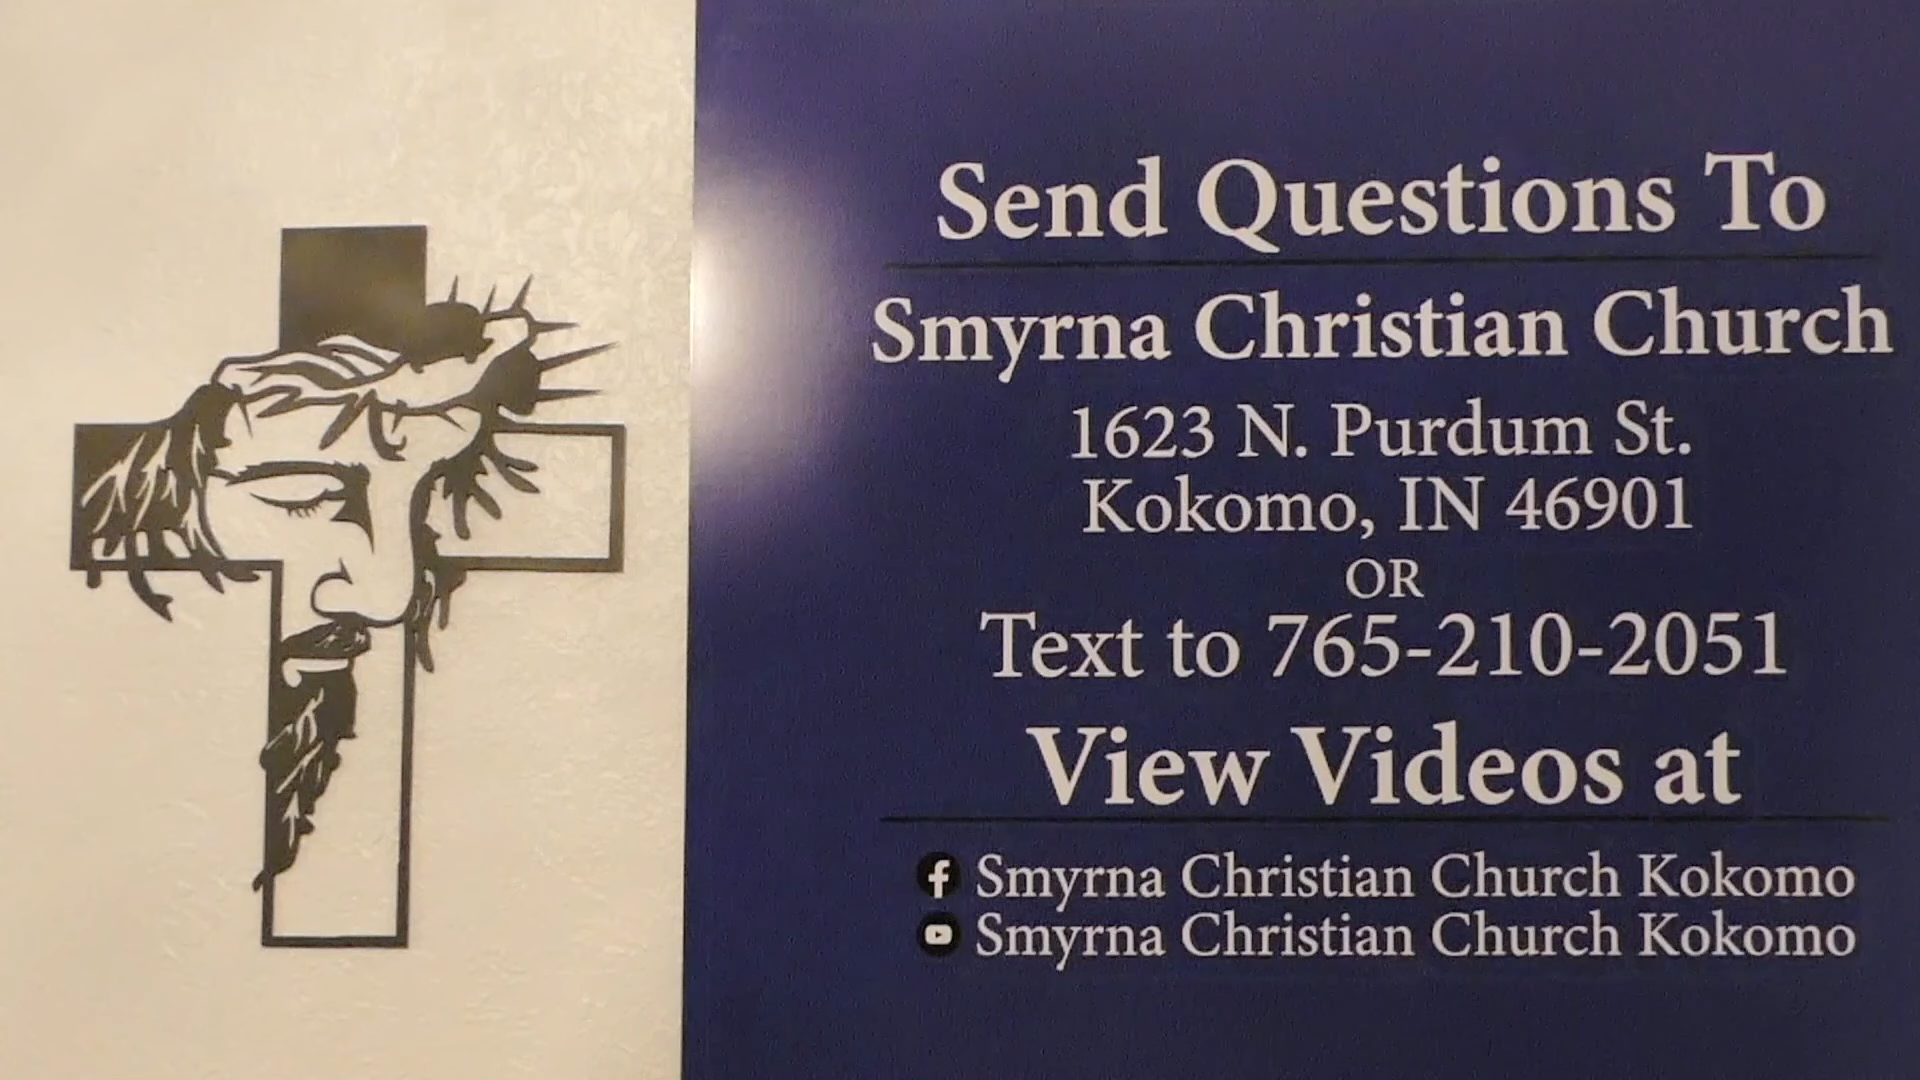 Send Questions To
Smyrna Christian Church
1623 N. Purdum St.
Kokomo, IN 46901
OR
Text to 765-210-2051
View Videos at
Smyrna Christian Church Kokomo
Smyrna Christian Church Kokomo